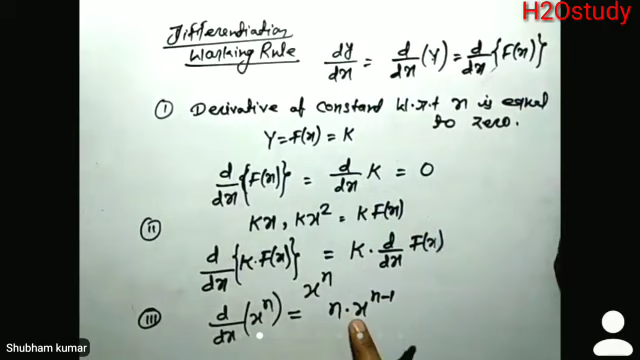 H2Ostudy
Differentiation
Working Rule
dy/dx = d/dx (Y) = d/dx {F(x)}
(i) Derivative of constant w.r.t x is equal
to zero.
Y = F(x) = K
d/dx {F(x)} = d/dx K = 0
(ii) Kx, Kx² = K F(x)
d/dx {K·F(x)} = K · d/dx F(x)
xⁿ
(iii) d/dx (xⁿ) = n·xⁿ⁻¹
Shubham kumar